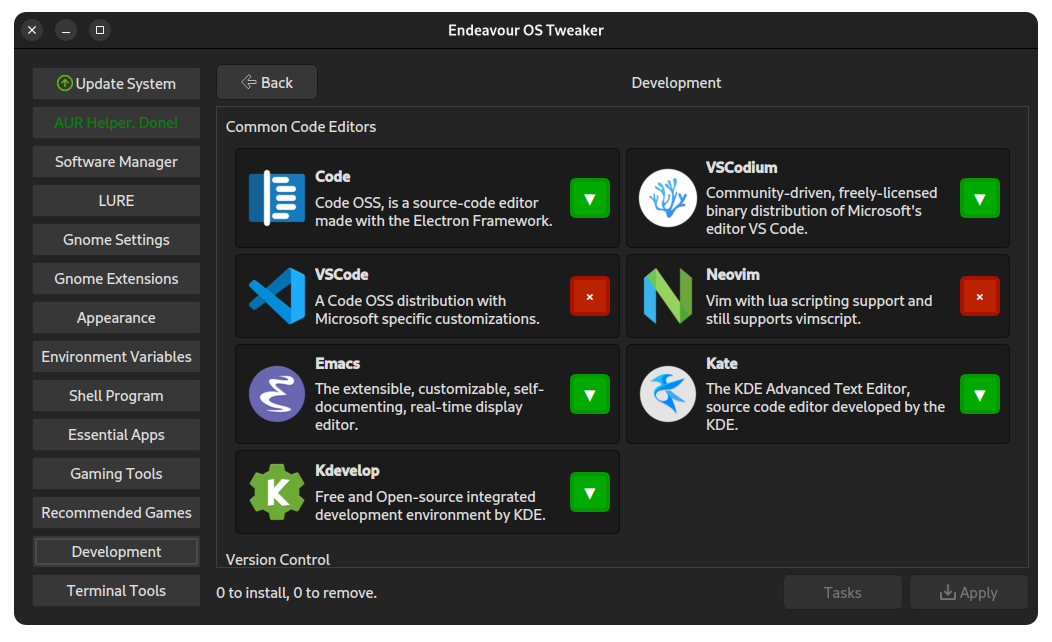 Endeavour OS Tweaker
Update System
AUR Helper. Done!
Software Manager
LURE
Gnome Settings
Gnome Extensions
Appearance
Environment Variables
Shell Program
Essential Apps
Gaming Tools
Recommended Games
Development
Terminal Tools
Back
Development
Common Code Editors
Code
Code OSS, is a source-code editor
made with the Electron Framework.
VSCodium
Community-driven, freely-licensed
binary distribution of Microsoft's
editor VS Code.
VSCode
A Code OSS distribution with
Microsoft specific customizations.
Neovim
Vim with lua scripting support and
still supports vimscript.
Emacs
The extensible, customizable, self-
documenting, real-time display
editor.
Kate
The KDE Advanced Text Editor,
source code editor developed by the
KDE.
Kdevelop
Free and Open-source integrated
development environment by KDE.
Version Control
0 to install, 0 to remove.
Tasks
Apply